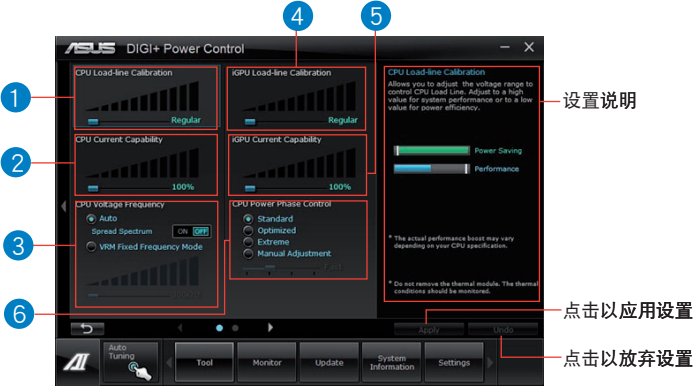 4
5
ASUS DIGI+ Power Control
1
CPU Load-line Calibration
Regular
iGPU Load-line Calibration
Regular
CPU Load-line Calibration
Allows you to adjust the voltage range to
control CPU Load Line. Adjust to a high
value for system performance or to a low
value for power efficiency.
设置说明
2
CPU Current Capability
100%
iGPU Current Capability
100%
Power Saving
Performance
3
CPU Voltage Frequency
Auto
Spread Spectrum ON OFF
VRM Fixed Frequency Mode
6
CPU Power Phase Control
Standard
Optimized
Extreme
Manual Adjustment
* The actual performance boost may vary
depending on your CPU specification.
* Do not remove the thermal module. The thermal
conditions should be monitored.
点击以应用设置
Apply
Undo
点击以放弃设置
Auto
Tuning
Tool
Monitor
Update
System
Information
Settings